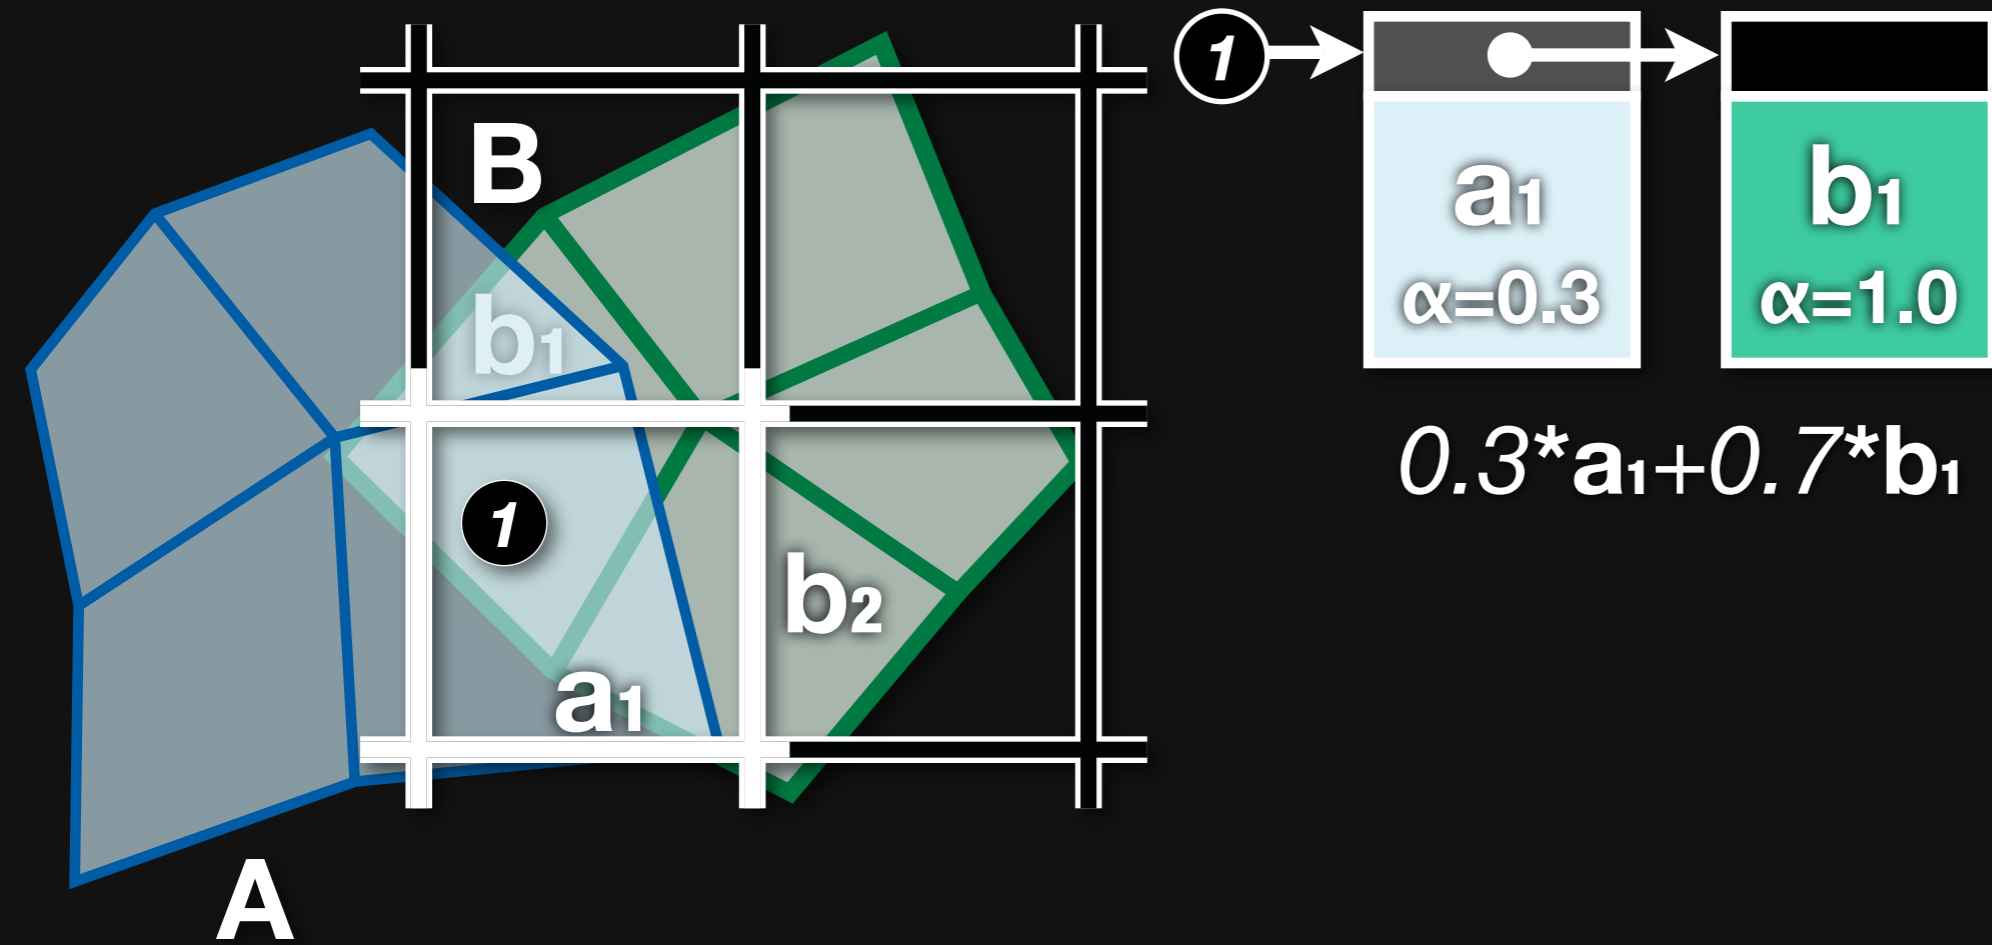 B
b₁
1
a₁
b₂
A
1
a₁
α=0.3
b₁
α=1.0
0.3*a₁+0.7*b₁